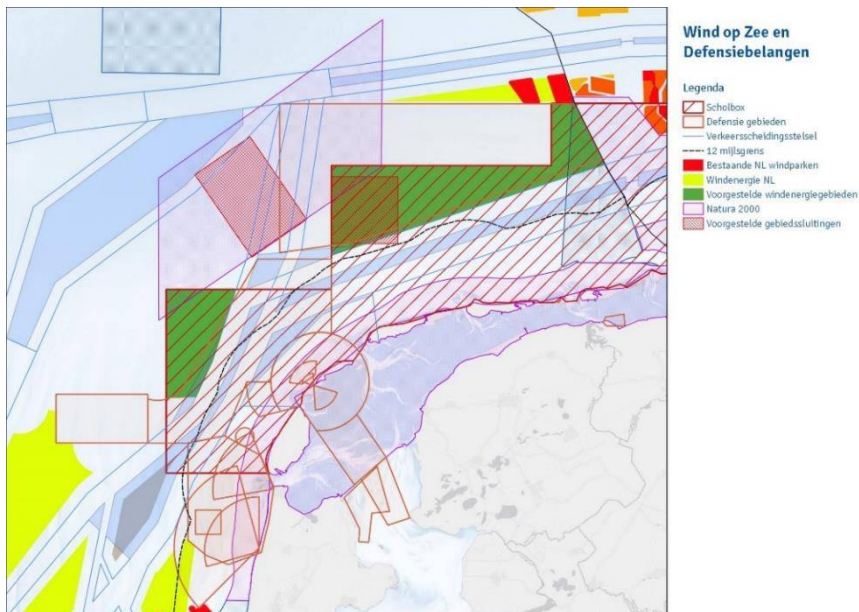 Wind op Zee en
Defensiebelangen
Legenda
Scholbox
Defensie gebieden
Verkeersscheidingsstelsel
12 mijlsgrens
Bestaande NL windparken
Windenergie NL
Voorgestelde windenergiegebieden
Natura 2000
Voorgestelde gebiedssluitingen